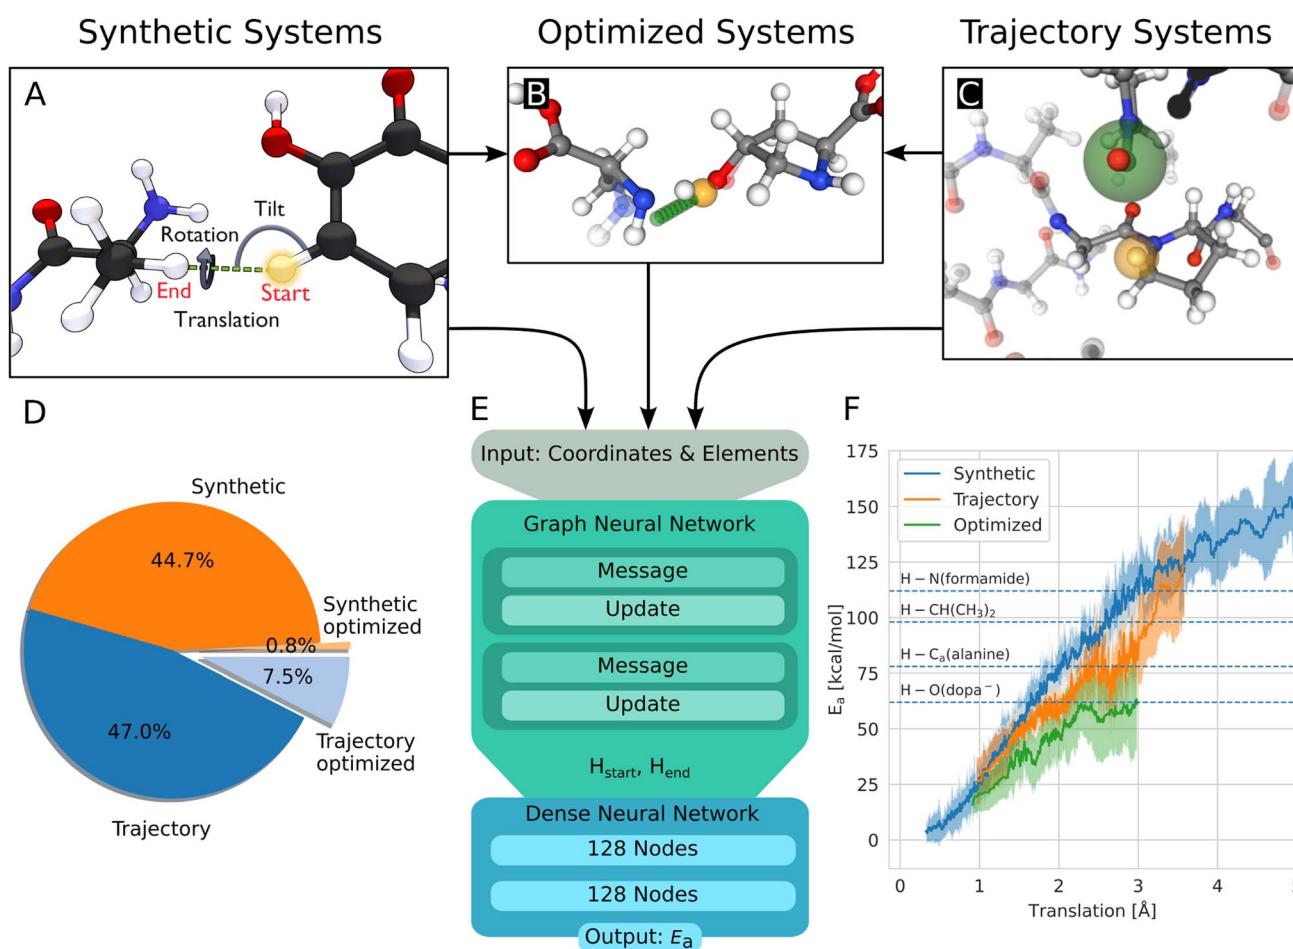 Synthetic Systems
Optimized Systems
Trajectory Systems
A
Tilt
Rotation
End
Start
Translation
B
C
D
Synthetic
44.7%
Synthetic
optimized
0.8%
7.5%
47.0%
Trajectory
optimized
Trajectory
E
Input: Coordinates & Elements
Graph Neural Network
Message
Update
Message
Update
H_start, H_end
Dense Neural Network
128 Nodes
128 Nodes
Output: E_a
F
Synthetic
Trajectory
Optimized
H − N(formamide)
H − CH(CH₃)₂
H − Cₐ(alanine)
H − O(dopa⁻)
Eₐ [kcal/mol]
175
150
125
100
75
50
25
0
0 1 2 3 4
Translation [Å]